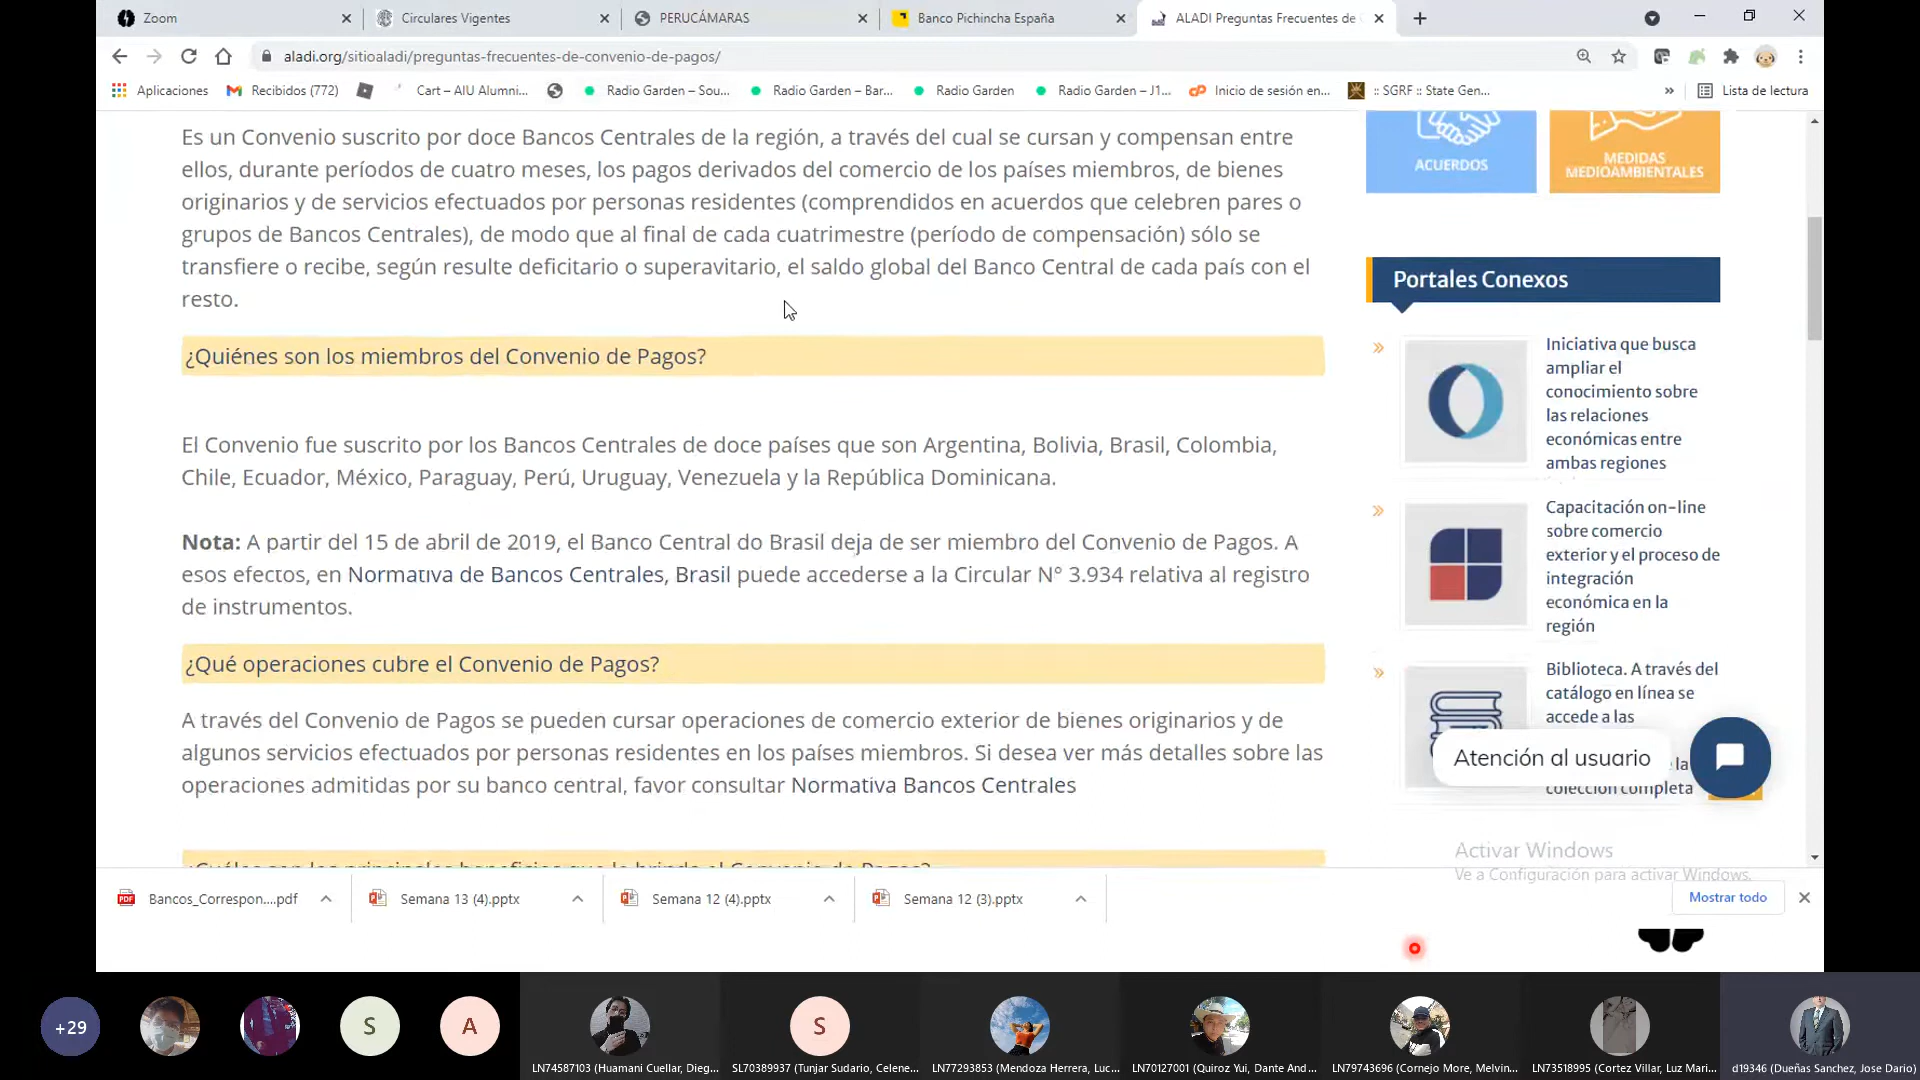 Zoom
Circulares Vigentes
PERUCÁMARAS
Banco Pichincha España
ALADI Preguntas Frecuentes de
aladi.org/sitioaladi/preguntas-frecuentes-de-convenio-de-pagos/
Aplicaciones
Recibidos (772)
Cart – AIU Alumni...
Radio Garden – Sou...
Radio Garden – Bar...
Radio Garden
Radio Garden – J1...
Inicio de sesión en...
:: SGRF :: State Gen...
»
Lista de lectura
Es un Convenio suscrito por doce Bancos Centrales de la región, a través del cual se cursan y compensan entre
ellos, durante períodos de cuatro meses, los pagos derivados del comercio de los países miembros, de bienes
originarios y de servicios efectuados por personas residentes (comprendidos en acuerdos que celebren pares o
grupos de Bancos Centrales), de modo que al final de cada cuatrimestre (período de compensación) sólo se
transfiere o recibe, según resulte deficitario o superavitario, el saldo global del Banco Central de cada país con el
resto.
¿Quiénes son los miembros del Convenio de Pagos?
El Convenio fue suscrito por los Bancos Centrales de doce países que son Argentina, Bolivia, Brasil, Colombia,
Chile, Ecuador, México, Paraguay, Perú, Uruguay, Venezuela y la República Dominicana.
Nota: A partir del 15 de abril de 2019, el Banco Central do Brasil deja de ser miembro del Convenio de Pagos. A
esos efectos, en Normativa de Bancos Centrales, Brasil puede accederse a la Circular N° 3.934 relativa al registro
de instrumentos.
¿Qué operaciones cubre el Convenio de Pagos?
A través del Convenio de Pagos se pueden cursar operaciones de comercio exterior de bienes originarios y de
algunos servicios efectuados por personas residentes en los países miembros. Si desea ver más detalles sobre las
operaciones admitidas por su banco central, favor consultar Normativa Bancos Centrales
¿Cuáles son los principales beneficios que le brinda el Convenio de Pagos?
ACUERDOS
MEDIDAS
MEDIOAMBIENTALES
Portales Conexos
Iniciativa que busca
ampliar el
conocimiento sobre
las relaciones
económicas entre
ambas regiones
Capacitación on-line
sobre comercio
exterior y el proceso de
integración
económica en la
región
Biblioteca. A través del
catálogo en línea se
accede a las
la
colección completa
Atención al usuario
Activar Windows
Ve a Configuración para activar Windows.
Bancos_Correspon....pdf
Semana 13 (4).pptx
Semana 12 (4).pptx
Semana 12 (3).pptx
Mostrar todo
+29
S
A
S
LN74587103 (Huamani Cuellar, Dieg...
SL70389937 (Tunjar Sudario, Celene...
LN77293853 (Mendoza Herrera, Luc...
LN70127001 (Quiroz Yui, Dante And...
LN79743696 (Cornejo More, Melvin...
LN73518995 (Cortez Villar, Luz Mari...
d19346 (Dueñas Sanchez, Jose Dario)